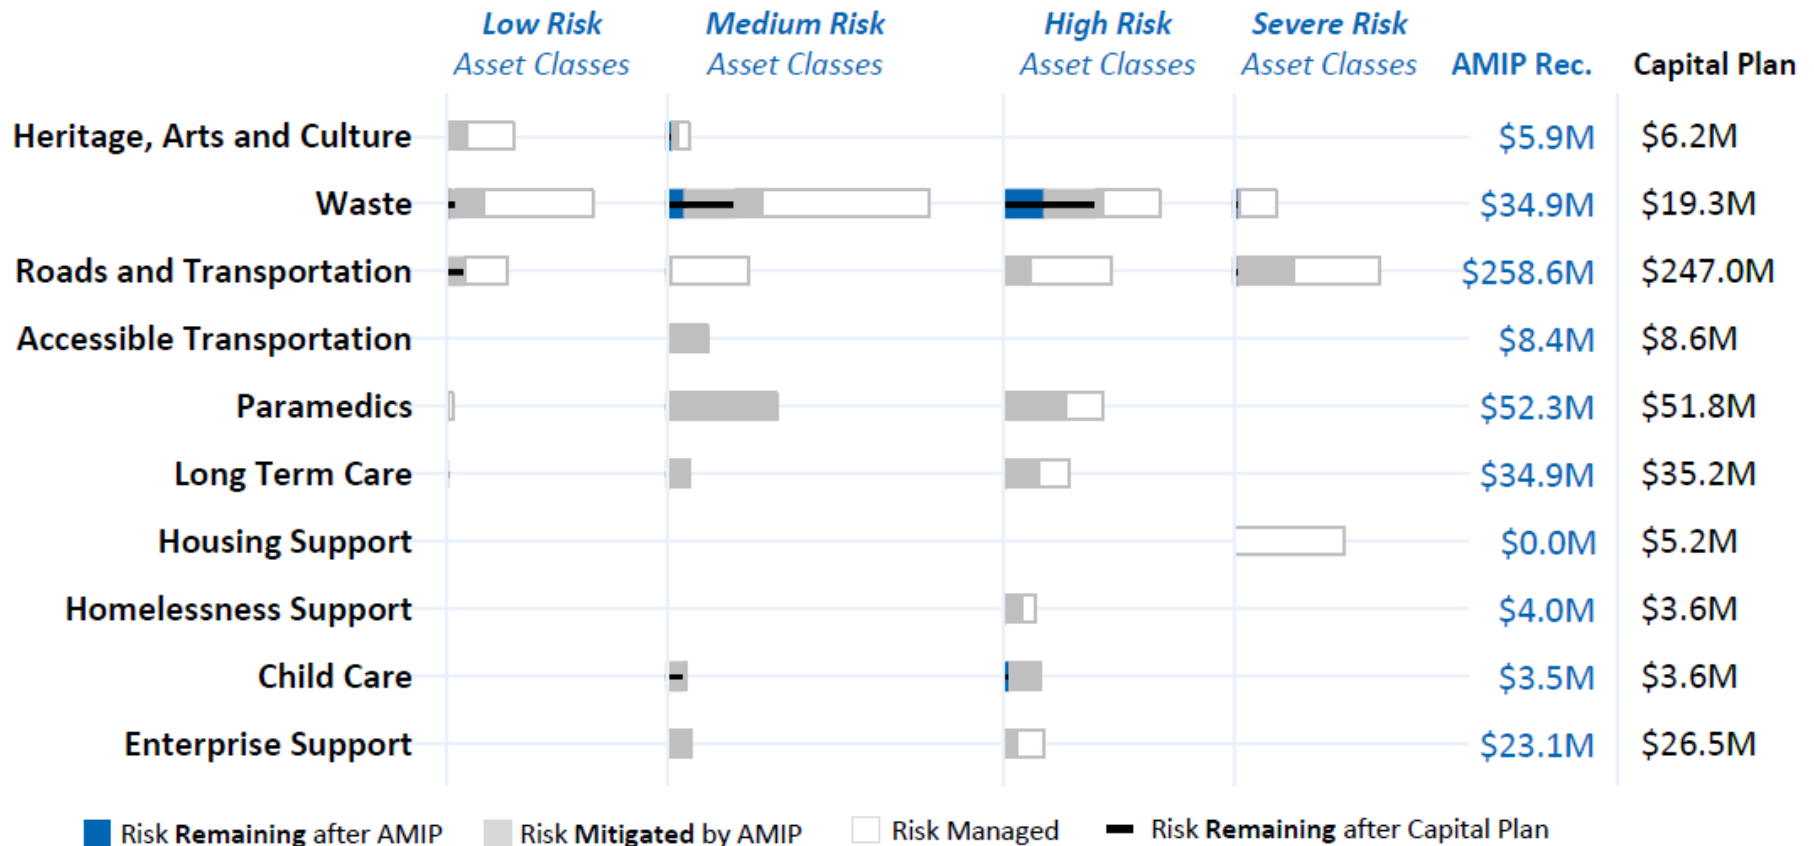 Low Risk Medium Risk High Risk Severe Risk
Asset Classes Asset Classes Asset Classes Asset Classes AMIP Rec. Capital Plan
Heritage, Arts and Culture $5.9M $6.2M
Waste $34.9M $19.3M
Roads and Transportation $258.6M $247.0M
Accessible Transportation $8.4M $8.6M
Paramedics $52.3M $51.8M
Long Term Care $34.9M $35.2M
Housing Support $0.0M $5.2M
Homelessness Support $4.0M $3.6M
Child Care $3.5M $3.6M
Enterprise Support $23.1M $26.5M
Risk Remaining after AMIP Risk Mitigated by AMIP Risk Managed Risk Remaining after Capital Plan